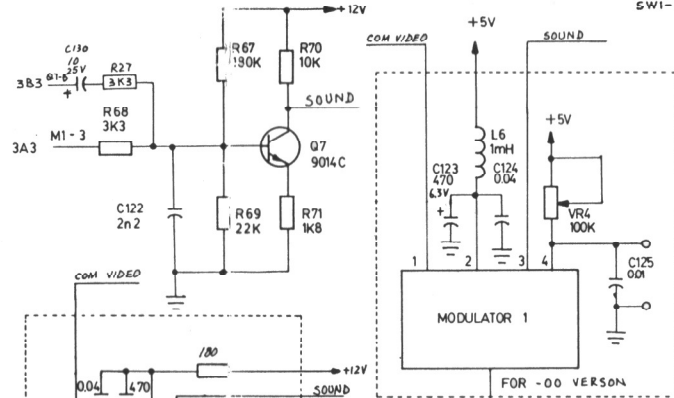 +12V
SW1-
C130
10
25V
R27
3K3
3B3
Q1-B
+
R67
R70
10K
COM VIDEO
+5V
SOUND
R68
3K3
SOUND
3A3
M1-3
Q7
9014C
L6
1mH
+5V
C123
470
6.3V
+
C124
0.04
C122
2n2
R69
22K
R71
1K8
VR4
100K
COM VIDEO
1
2
3
4
C125
0.01
MODULATOR 1
180
+12V
0.04
470
SOUND
FOR -00 VERSON